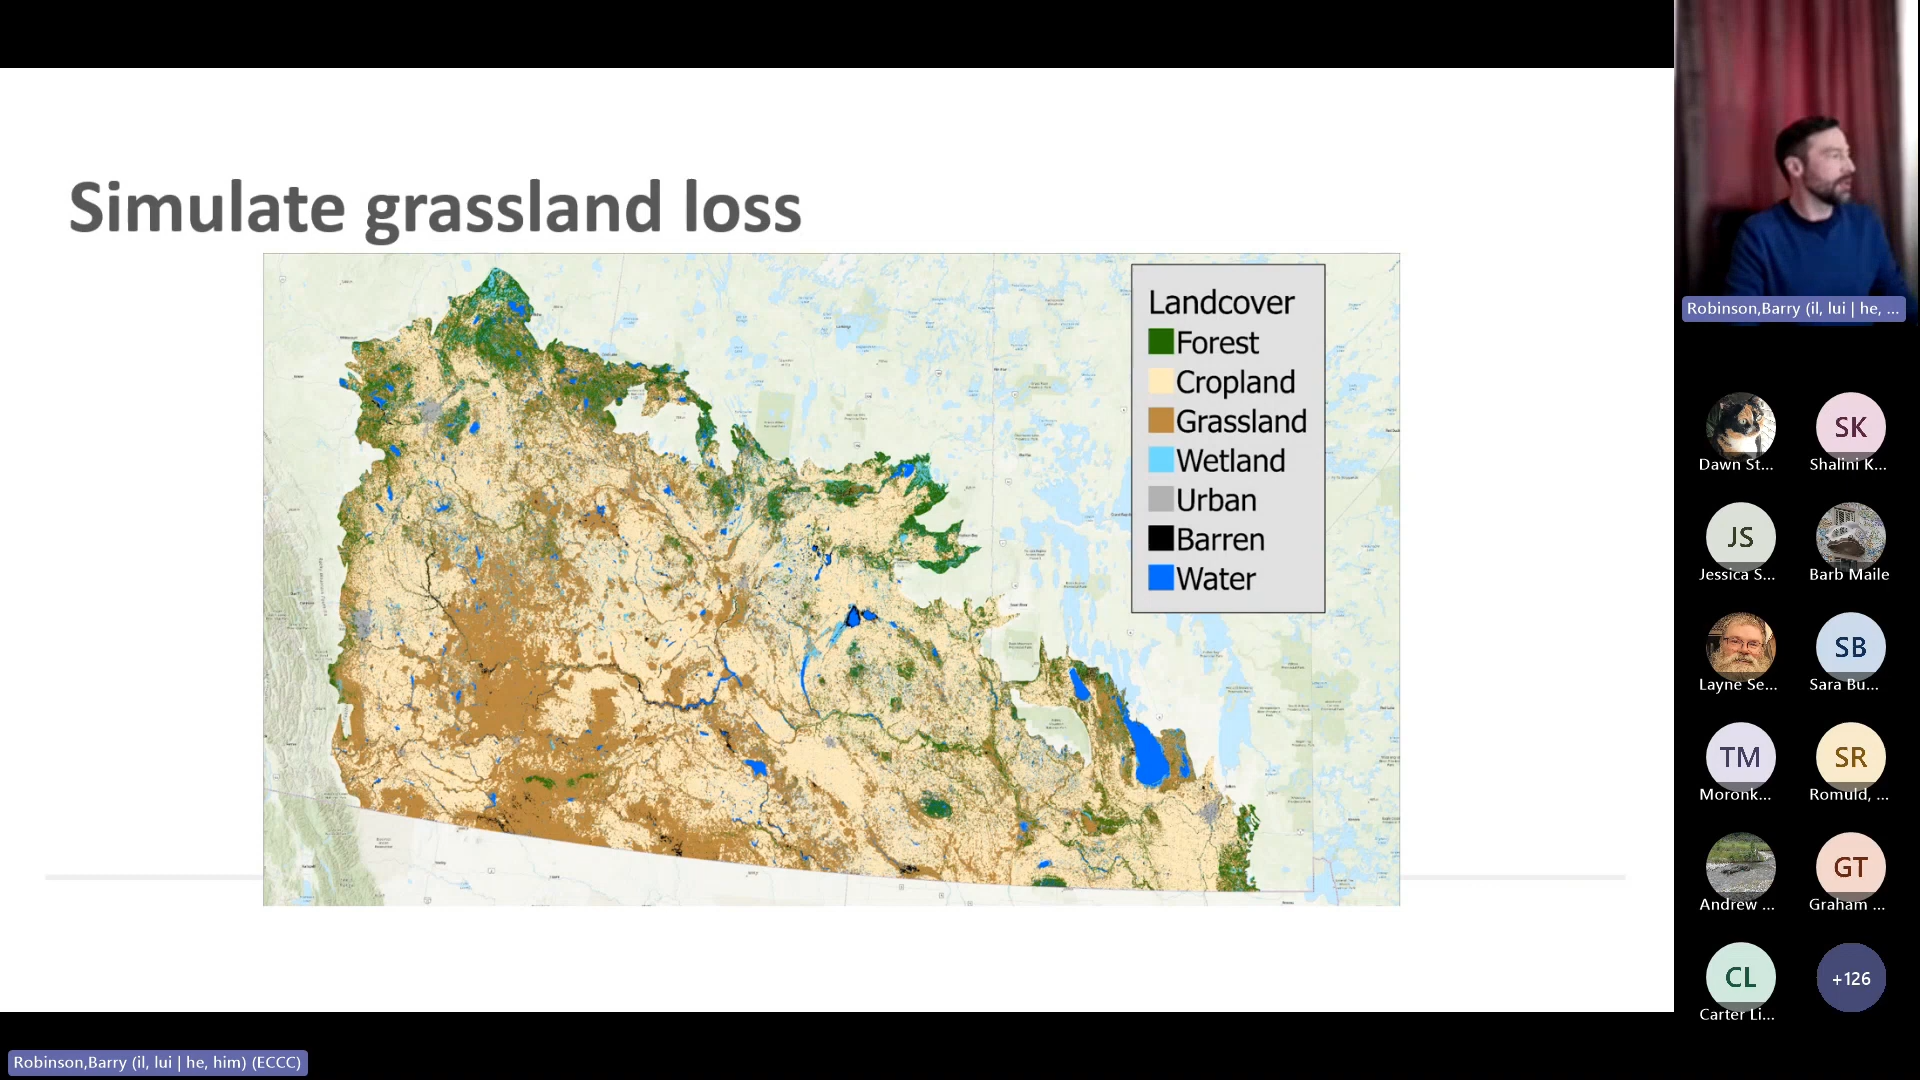 Simulate grassland loss
Landcover
Forest
Cropland
Grassland
Wetland
Urban
Barren
Water
Robinson,Barry (il, lui | he, ...
Dawn St...
SK
Shalini K...
JS
Jessica S...
Barb Maile
Layne Se...
SB
Sara Bu...
TM
Moronk...
SR
Romuld, ...
Andrew ...
GT
Graham ...
CL
Carter Li...
+126
Robinson,Barry (il, lui | he, him) (ECCC)